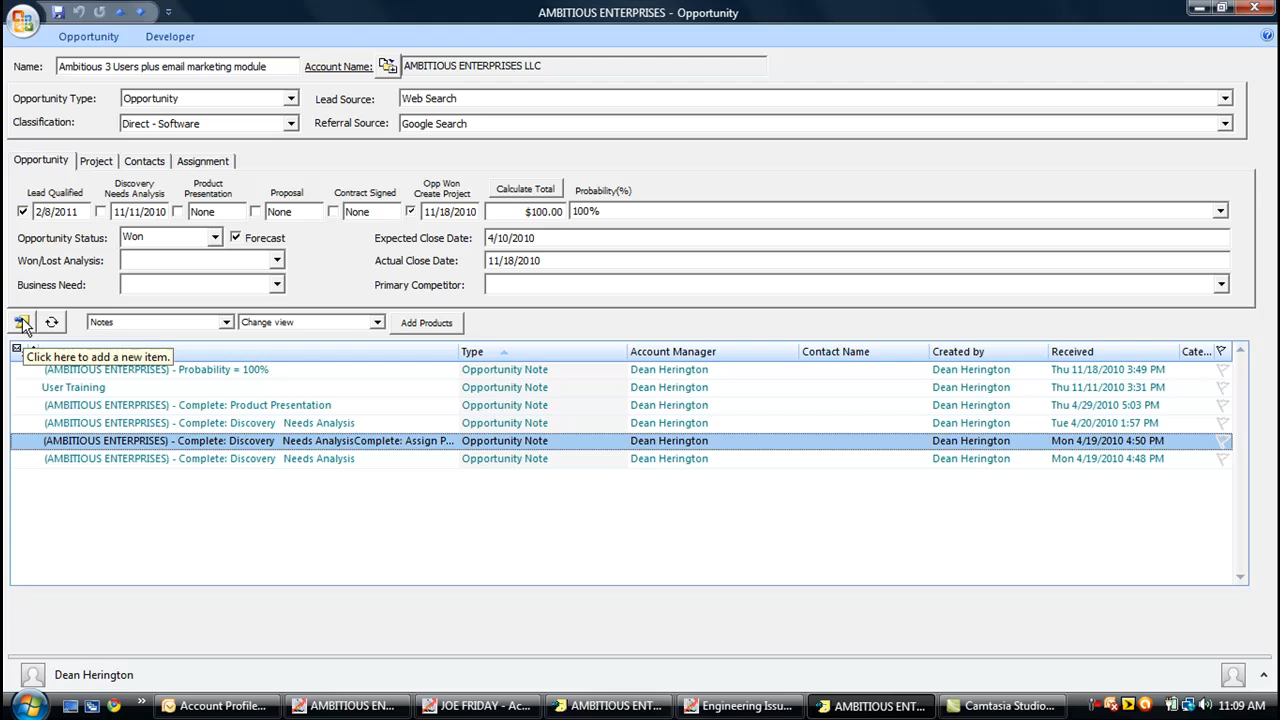 AMBITIOUS ENTERPRISES - Opportunity
Opportunity Developer
Name: Ambitious 3 Users plus email marketing module Account Name: AMBITIOUS ENTERPRISES LLC
Opportunity Type: Opportunity Lead Source: Web Search
Classification: Direct - Software Referral Source: Google Search
Opportunity Project Contacts Assignment
Lead Qualified Discovery Needs Analysis Product Presentation Proposal Contract Signed Opp Won Create Project Calculate Total Probability(%)
2/8/2011 11/11/2010 None None None 11/18/2010 $100.00 100%
Opportunity Status: Won Forecast Expected Close Date: 4/10/2010
Won/Lost Analysis: Actual Close Date: 11/18/2010
Business Need: Primary Competitor:
Notes Change view Add Products
Type Account Manager Contact Name Created by Received Cate...
Click here to add a new item.
(AMBITIOUS ENTERPRISES) - Probability = 100% Opportunity Note Dean Herington Dean Herington Thu 11/18/2010 3:49 PM
User Training Opportunity Note Dean Herington Dean Herington Thu 11/11/2010 3:31 PM
(AMBITIOUS ENTERPRISES) - Complete: Product Presentation Opportunity Note Dean Herington Dean Herington Thu 4/29/2010 5:03 PM
(AMBITIOUS ENTERPRISES) - Complete: Discovery Needs Analysis Opportunity Note Dean Herington Dean Herington Tue 4/20/2010 1:57 PM
(AMBITIOUS ENTERPRISES) - Complete: Discovery Needs AnalysisComplete: Assign P... Opportunity Note Dean Herington Dean Herington Mon 4/19/2010 4:50 PM
(AMBITIOUS ENTERPRISES) - Complete: Discovery Needs Analysis Opportunity Note Dean Herington Dean Herington Mon 4/19/2010 4:48 PM
Dean Herington
Account Profile... AMBITIOUS EN... JOE FRIDAY - Ac... AMBITIOUS ENT... Engineering Issu... AMBITIOUS ENT... Camtasia Studio... 11:09 AM